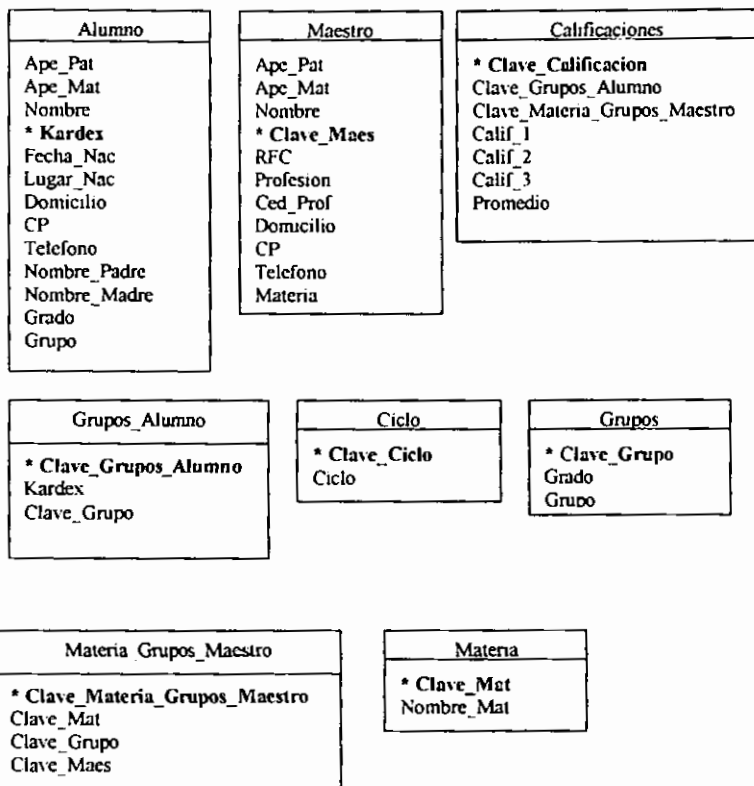 Alumno
Ape_Pat
Ape_Mat
Nombre
* Kardex
Fecha_Nac
Lugar_Nac
Domicilio
CP
Telefono
Nombre_Padre
Nombre_Madre
Grado
Grupo
Maestro
Ape_Pat
Ape_Mat
Nombre
* Clave_Maes
RFC
Profesion
Ced_Prof
Domicilio
CP
Telefono
Materia
Calificaciones
* Clave_Calificacion
Clave_Grupos_Alumno
Clave_Materia_Grupos_Maestro
Calif_1
Calif_2
Calif_3
Promedio
Grupos_Alumno
* Clave_Grupos_Alumno
Kardex
Clave_Grupo
Ciclo
* Clave_Ciclo
Ciclo
Grupos
* Clave_Grupo
Grado
Grupo
Materia_Grupos_Maestro
* Clave_Materia_Grupos_Maestro
Clave_Mat
Clave_Grupo
Clave_Maes
Materia
* Clave_Mat
Nombre_Mat